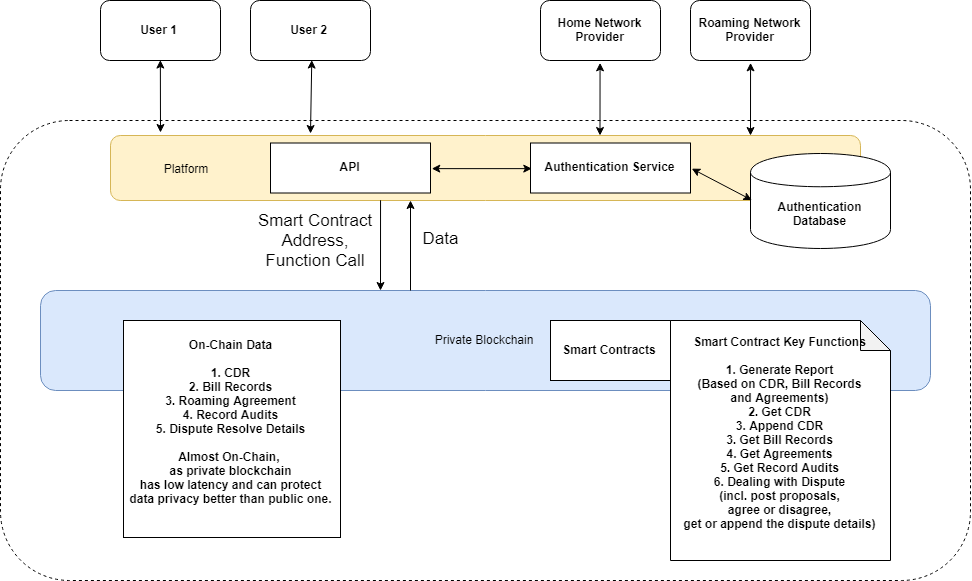 User 1
User 2
Home Network
Provider
Roaming Network
Provider
Platform
API
Authentication Service
Authentication
Database
Smart Contract
Address,
Function Call
Data
Private Blockchain
On-Chain Data
1. CDR
2. Bill Records
3. Roaming Agreement
4. Record Audits
5. Dispute Resolve Details
Almost On-Chain,
as private blockchain
has low latency and can protect
data privacy better than public one.
Smart Contracts
Smart Contract Key Functions
1. Generate Report
(Based on CDR, Bill Records
and Agreements)
2. Get CDR
3. Append CDR
3. Get Bill Records
4. Get Agreements
5. Get Record Audits
6. Dealing with Dispute
(incl. post proposals,
agree or disagree,
get or append the dispute details)